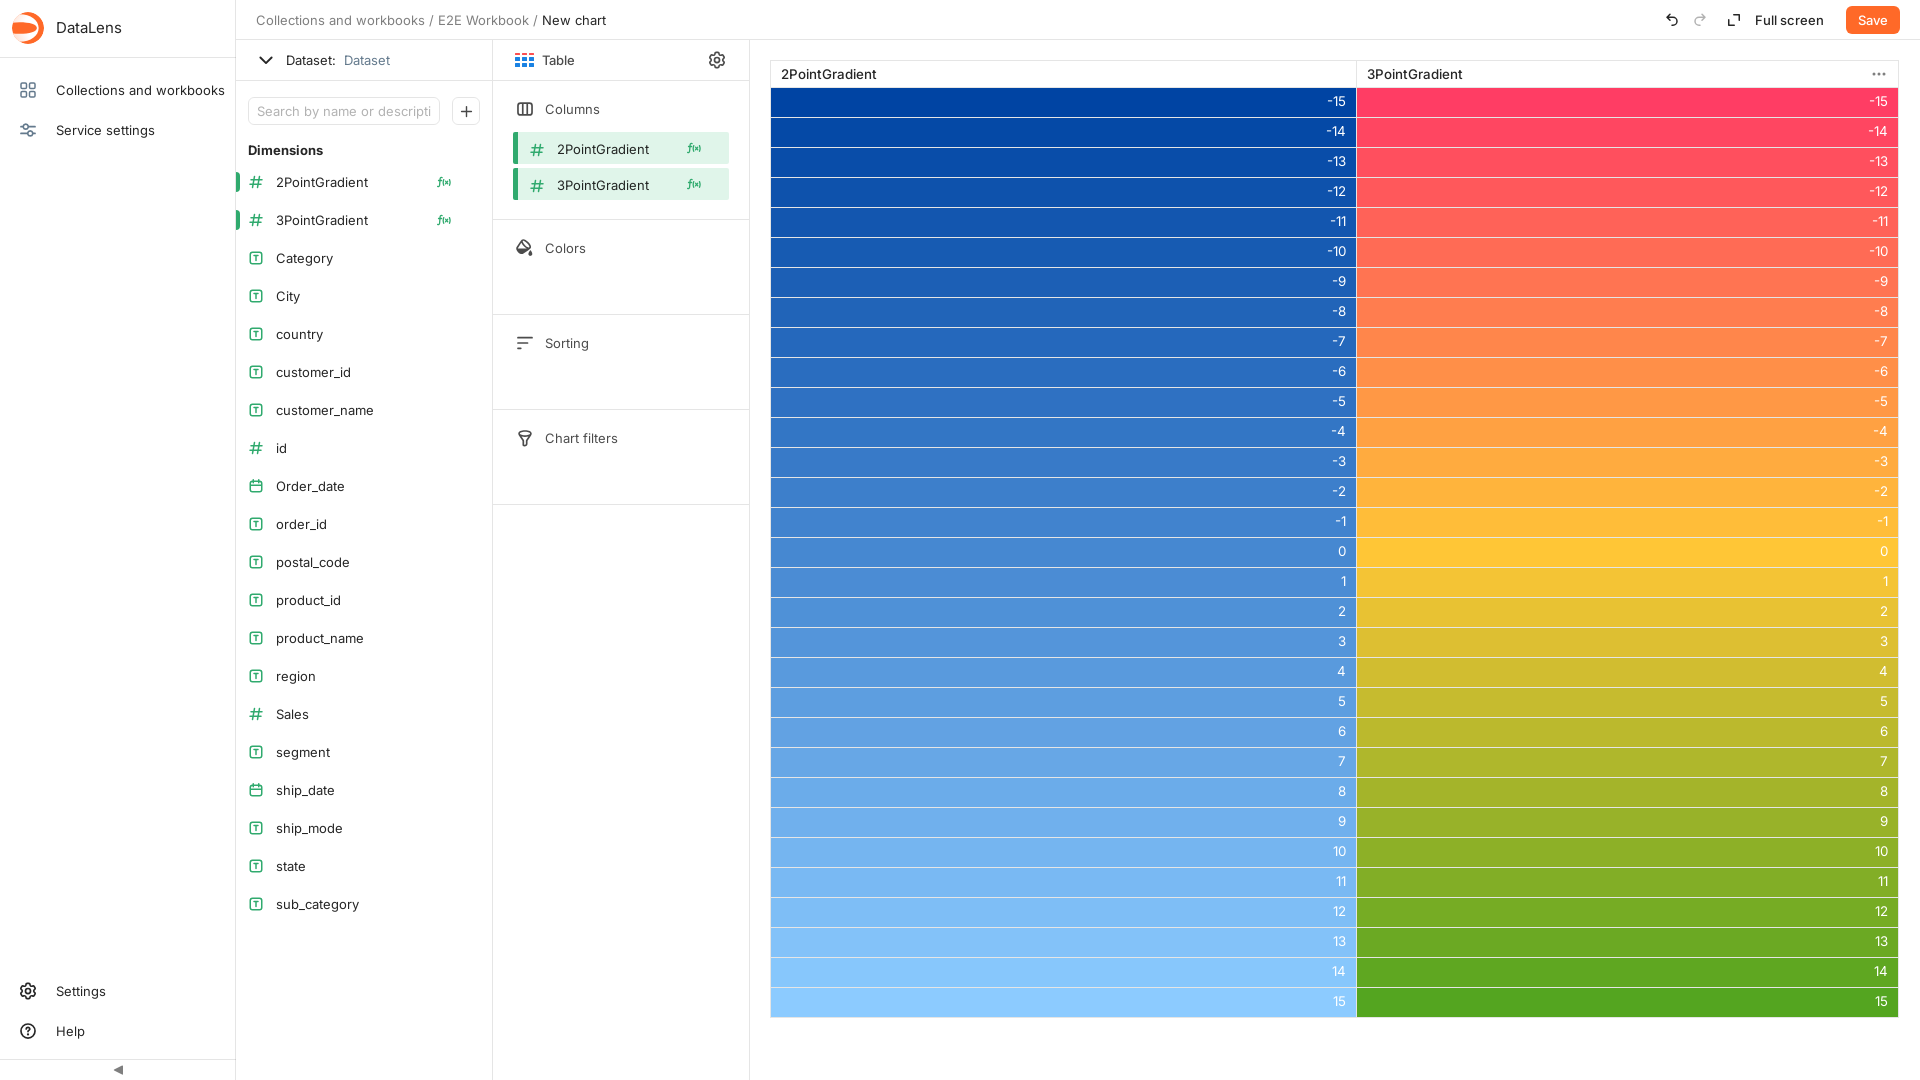 DataLens
Collections and workbooks
Service settings
Settings
Help
Collections and workbooks / E2E Workbook / New chart
Full screen
Save
Dataset: Dataset
Search by name or descripti
Dimensions
2PointGradient
3PointGradient
Category
City
country
customer_id
customer_name
id
Order_date
order_id
postal_code
product_id
product_name
region
Sales
segment
ship_date
ship_mode
state
sub_category
Table
Columns
2PointGradient
3PointGradient
Colors
Sorting
Chart filters
2PointGradient 3PointGradient
-15 -15
-14 -14
-13 -13
-12 -12
-11 -11
-10 -10
-9 -9
-8 -8
-7 -7
-6 -6
-5 -5
-4 -4
-3 -3
-2 -2
-1 -1
0 0
1 1
2 2
3 3
4 4
5 5
6 6
7 7
8 8
9 9
10 10
11 11
12 12
13 13
14 14
15 15